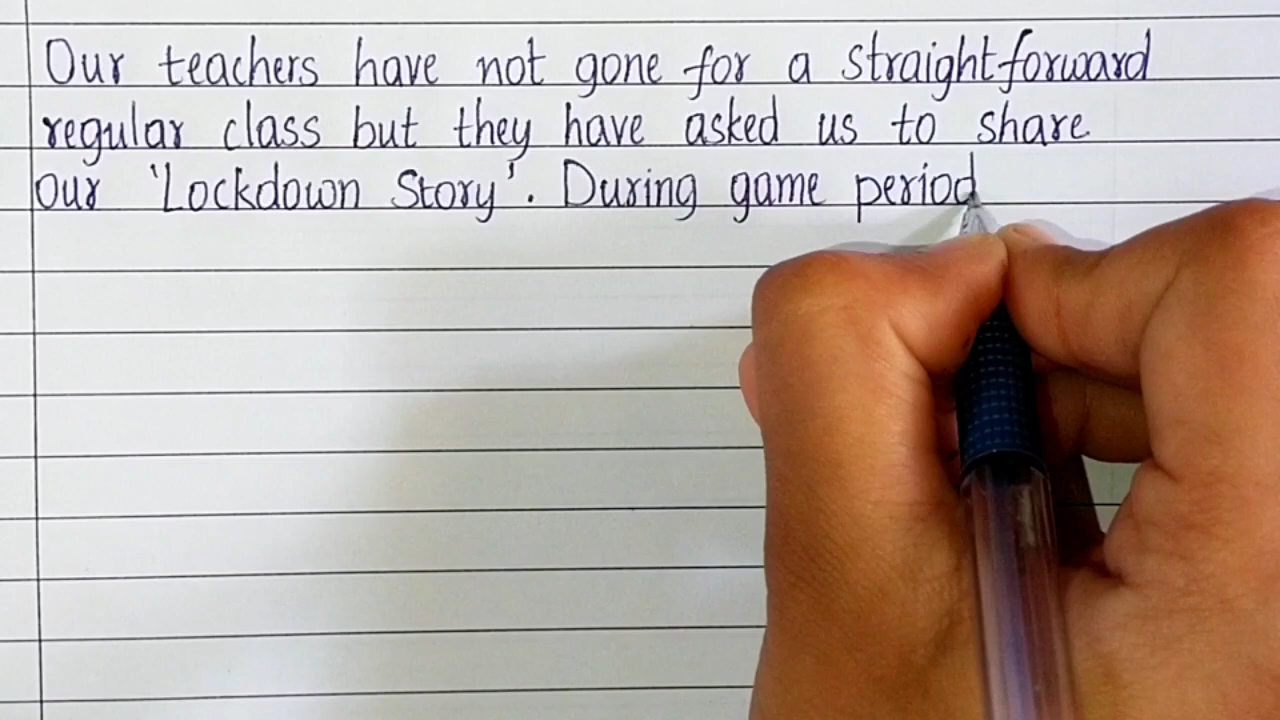 Our teachers have not gone for a straightforward
regular class but they have asked us to share
our 'Lockdown Story'. During game period